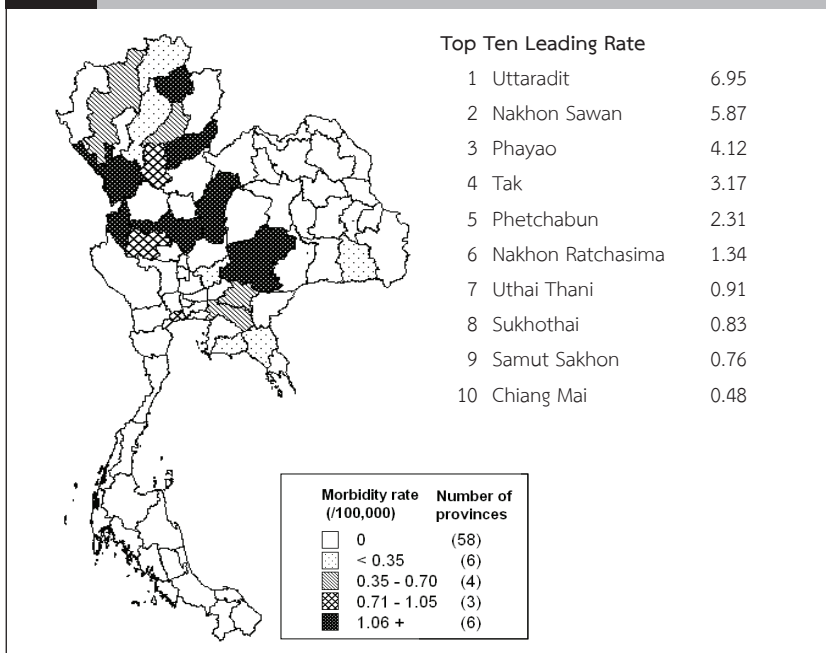 Top Ten Leading Rate
1 Uttaradit 6.95
2 Nakhon Sawan 5.87
3 Phayao 4.12
4 Tak 3.17
5 Phetchabun 2.31
6 Nakhon Ratchasima 1.34
7 Uthai Thani 0.91
8 Sukhothai 0.83
9 Samut Sakhon 0.76
10 Chiang Mai 0.48
Morbidity rate Number of
(/100,000) provinces
0 (58)
< 0.35 (6)
0.35 - 0.70 (4)
0.71 - 1.05 (3)
1.06 + (6)